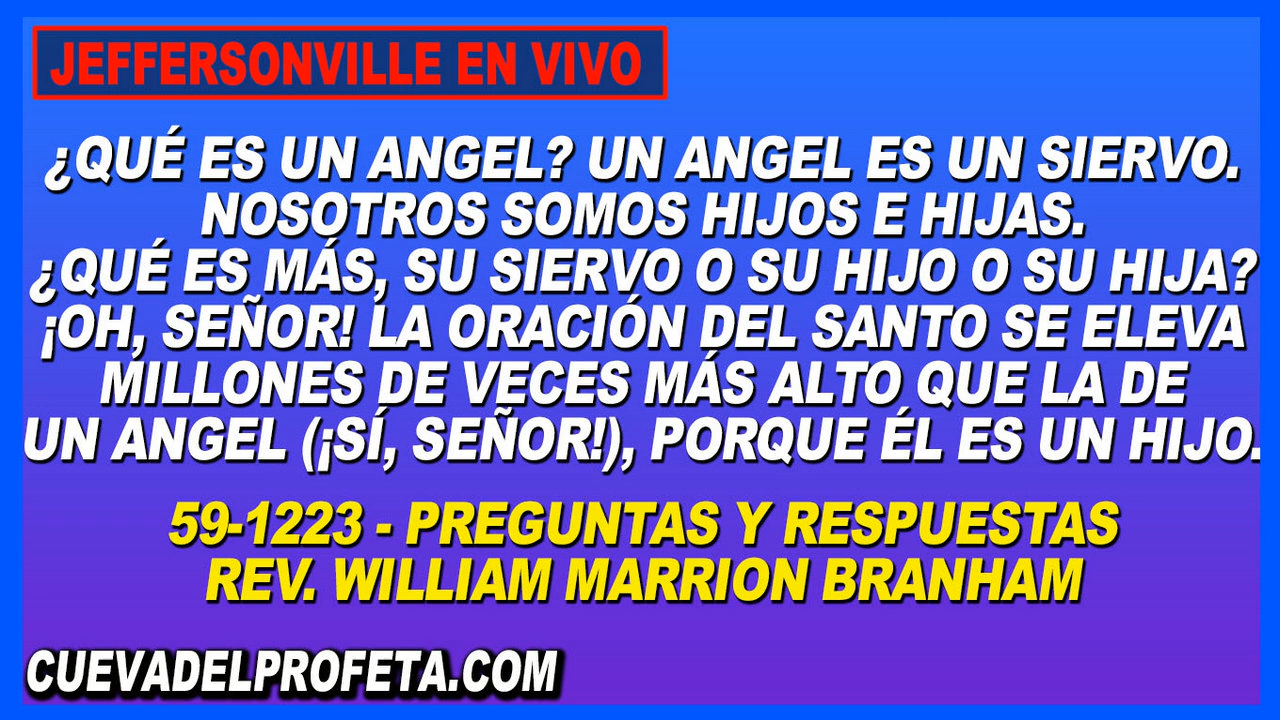 JEFFERSONVILLE EN VIVO
¿QUÉ ES UN ANGEL? UN ANGEL ES UN SIERVO.
NOSOTROS SOMOS HIJOS E HIJAS.
¿QUÉ ES MÁS, SU SIERVO O SU HIJO O SU HIJA?
¡OH, SEÑOR! LA ORACIÓN DEL SANTO SE ELEVA
MILLONES DE VECES MÁS ALTO QUE LA DE
UN ANGEL (¡SÍ, SEÑOR!), PORQUE ÉL ES UN HIJO.
59-1223 - PREGUNTAS Y RESPUESTAS
REV. WILLIAM MARRION BRANHAM
CUEVADELPROFETA.COM